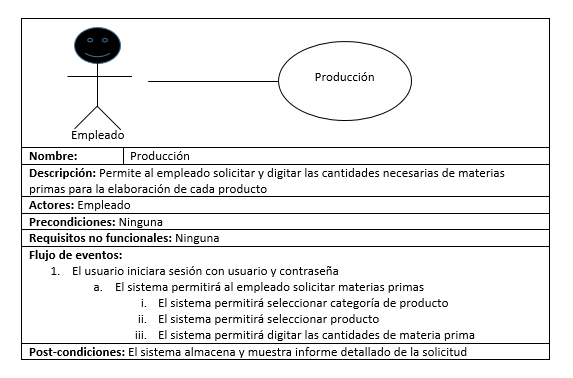 Producción
Empleado
Nombre: Producción
Descripción: Permite al empleado solicitar y digitar las cantidades necesarias de materias
primas para la elaboración de cada producto
Actores: Empleado
Precondiciones: Ninguna
Requisitos no funcionales: Ninguna
Flujo de eventos:
1. El usuario iniciara sesión con usuario y contraseña
a. El sistema permitirá al empleado solicitar materias primas
i. El sistema permitirá seleccionar categoría de producto
ii. El sistema permitirá seleccionar producto
iii. El sistema permitirá digitar las cantidades de materia prima
Post-condiciones: El sistema almacena y muestra informe detallado de la solicitud